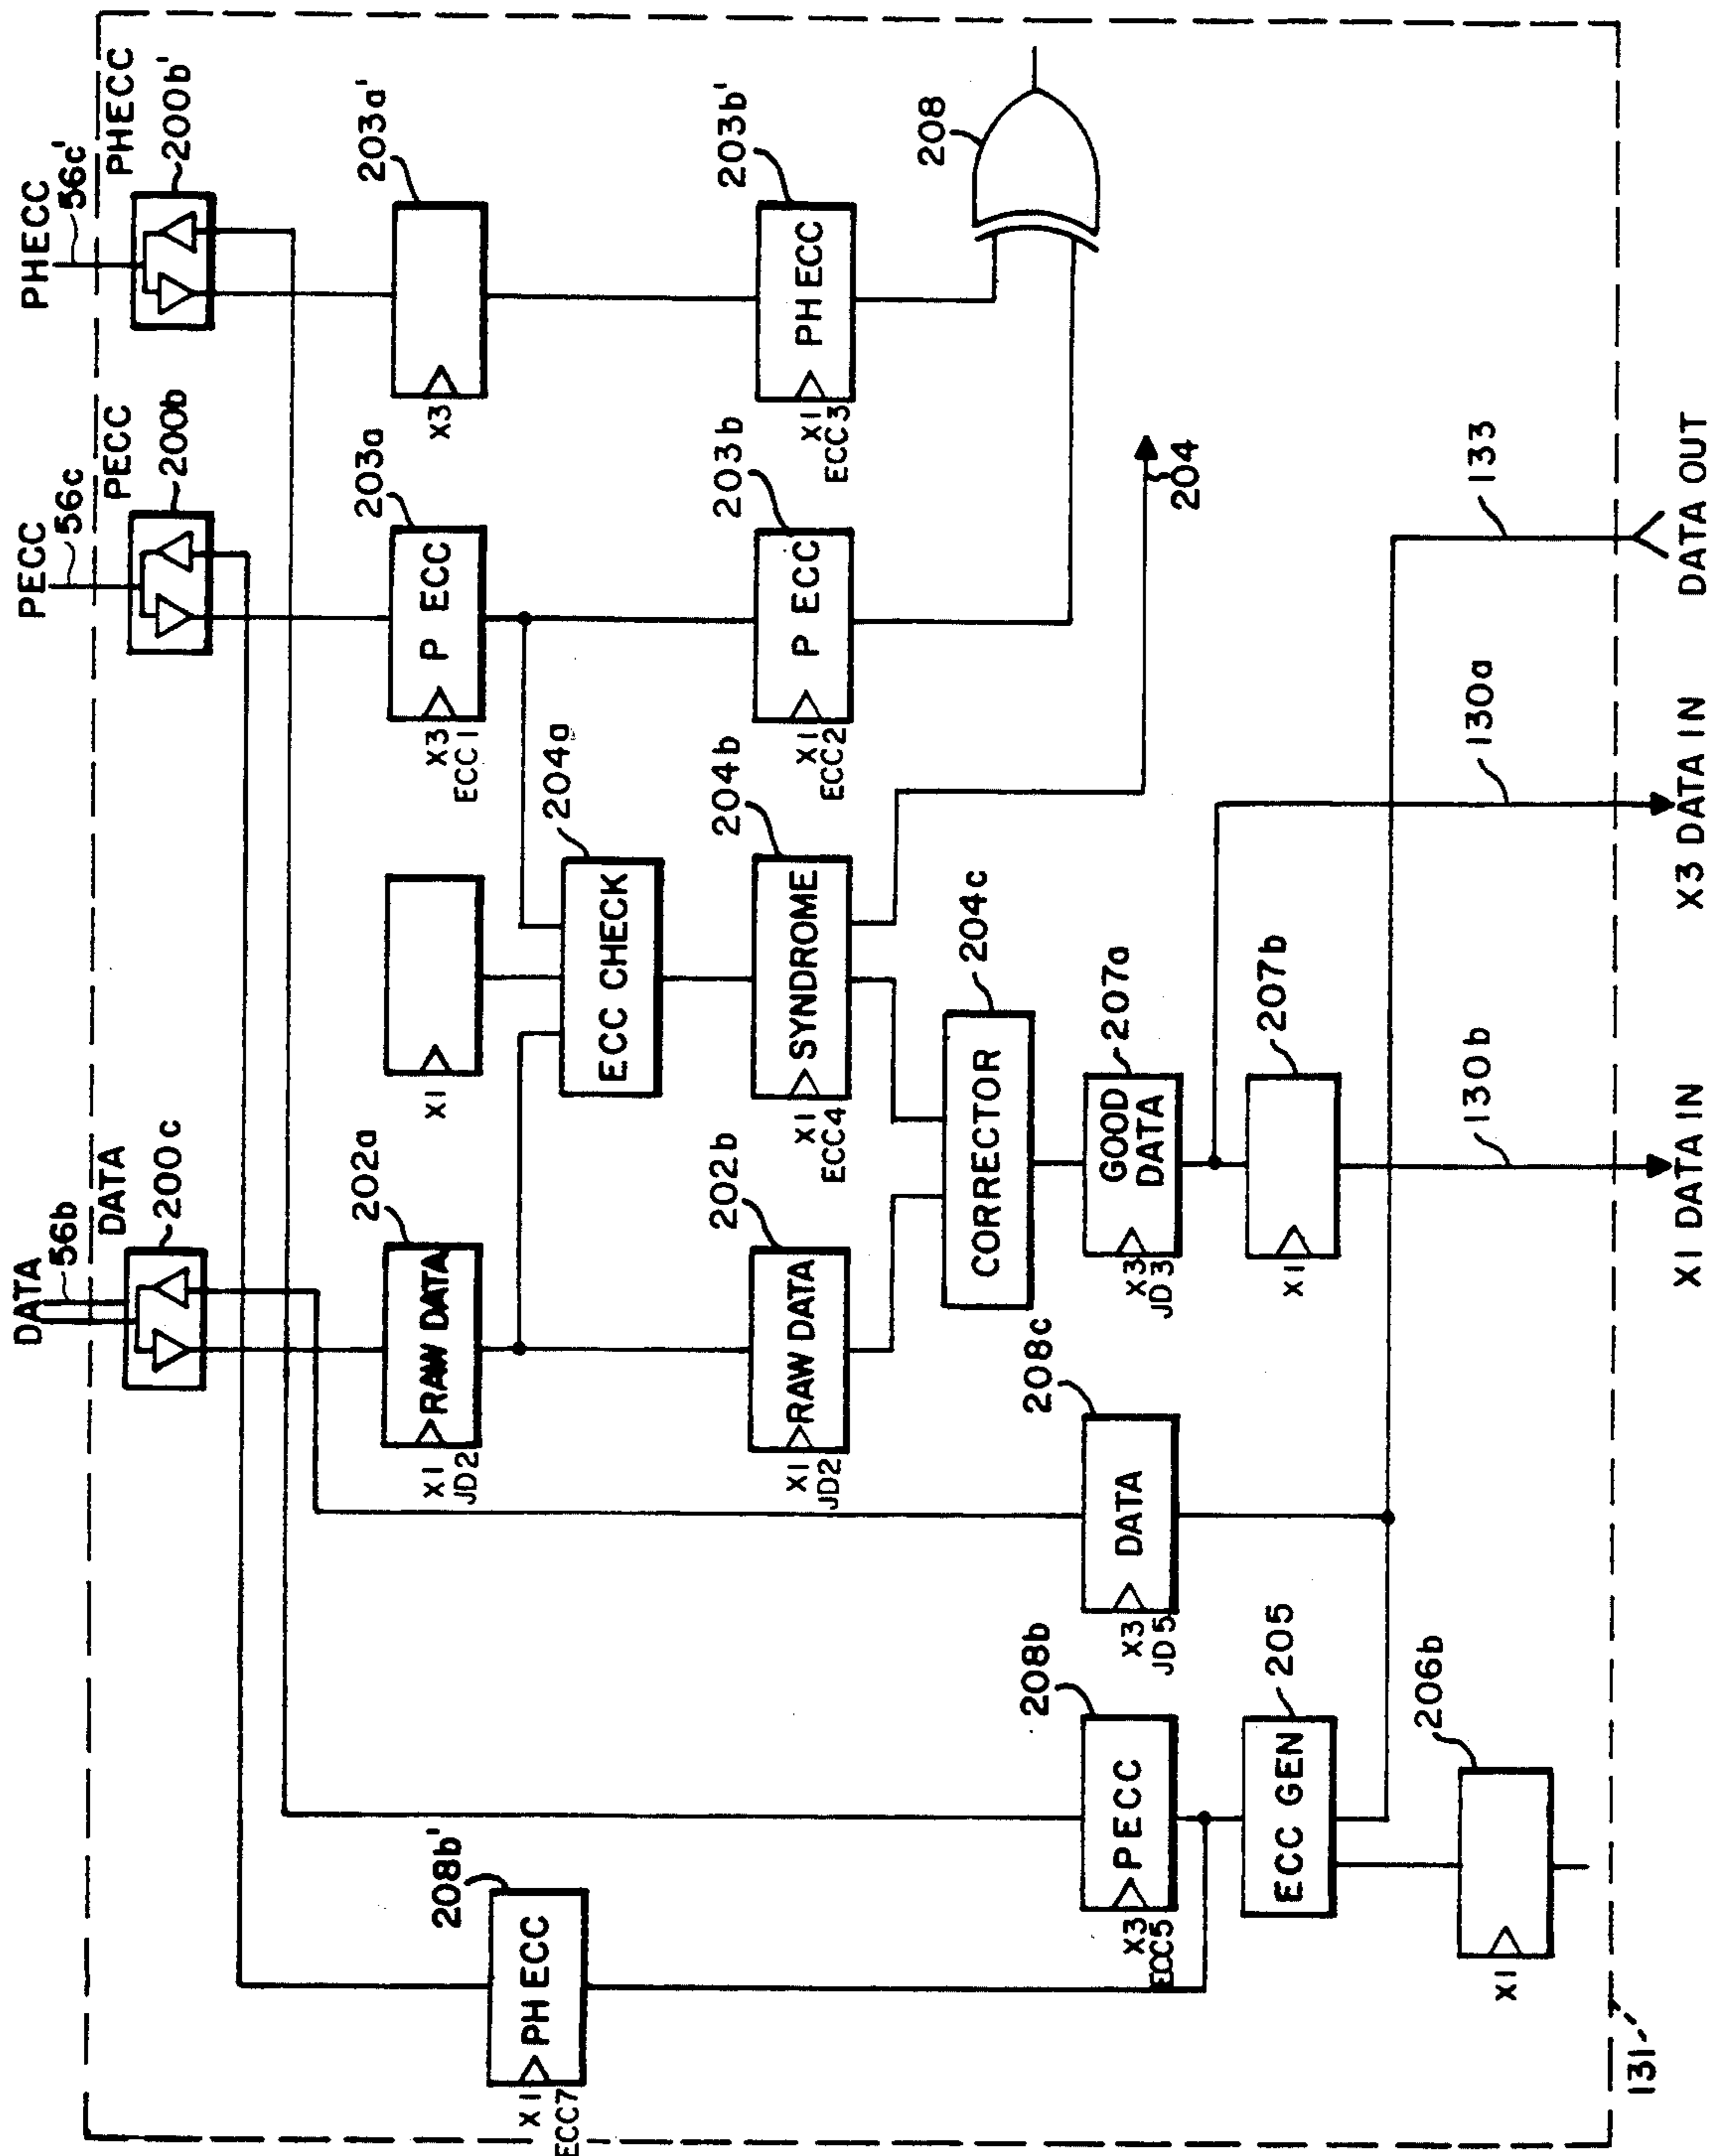 DATA
56b
PECC
56c
PHECC
56c'
DATA
200c
PECC
200b
PHECC
200b'
202a
RAW DATA
X1
JD2
X1
203a
P ECC
X3
ECC1
203a'
X3
204a
ECC CHECK
208b'
PHECC
X1
ECC7
202b
RAW DATA
X1
JD2
204b
SYNDROME
X1
ECC4
203b
P ECC
X1
ECC2
203b'
PHECC
X1
ECC3
208
204c
CORRECTOR
204
208b
PECC
X3
ECC5
208c
DATA
X3
JD5
207a
GOOD
DATA
X3
JD3
205
ECC GEN
207b
X1
206b
X1
130b
130a
133
131
X1 DATA IN
X3 DATA IN
DATA OUT